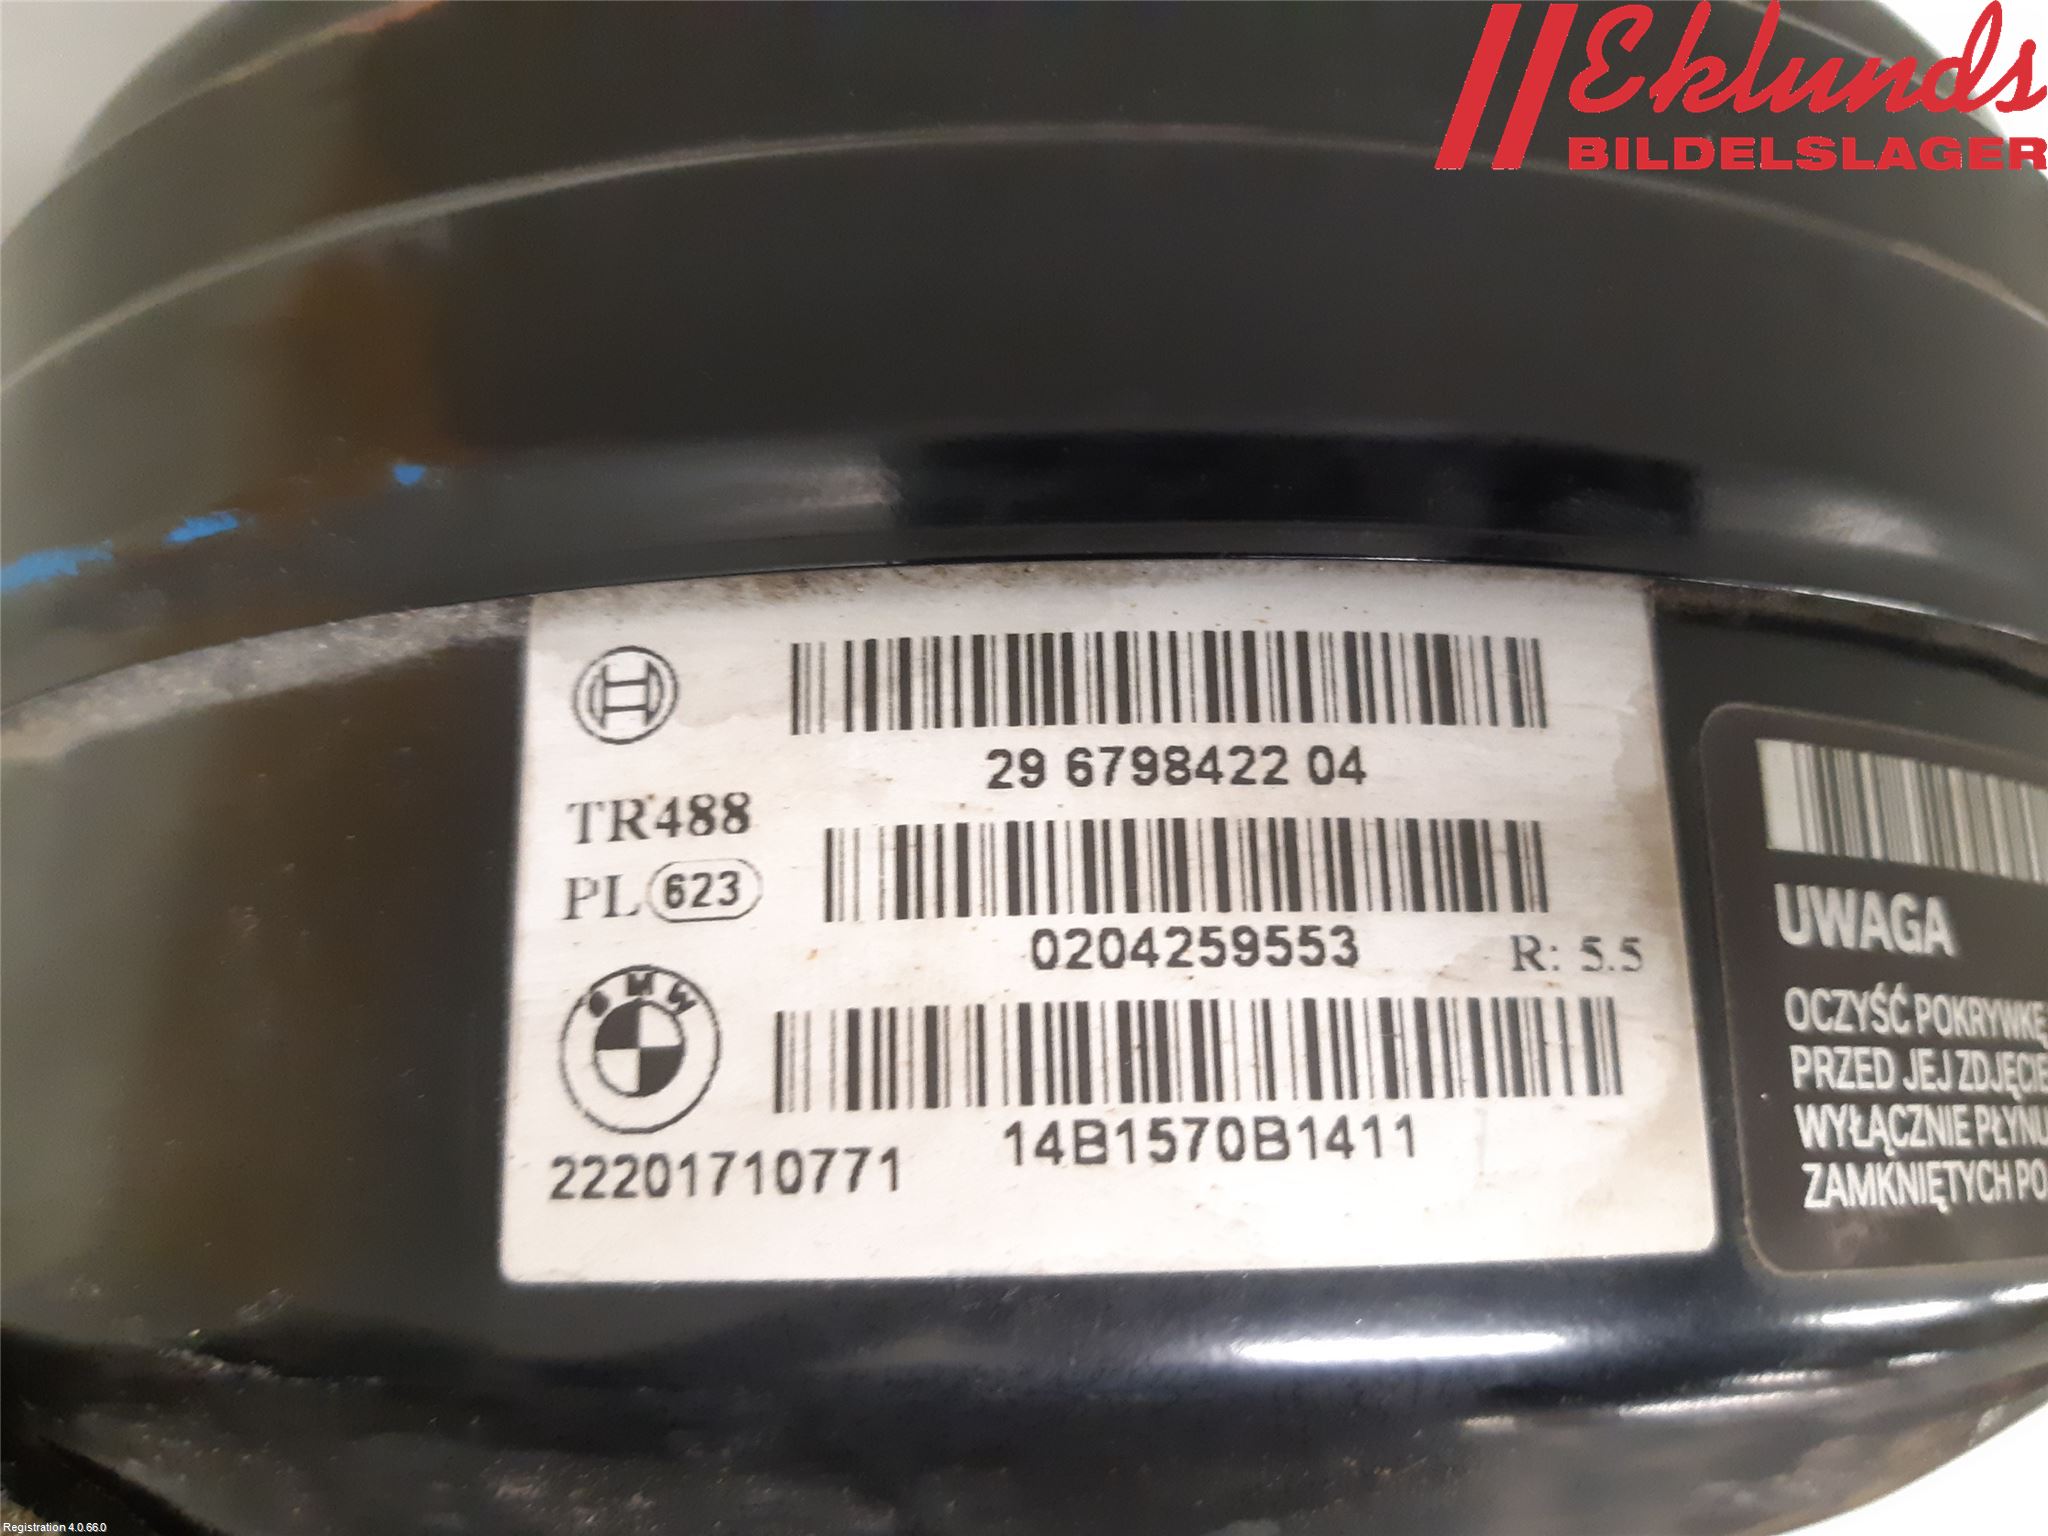 Eklunds
BILDELSLAGER
29 6798422 04
TR488
PL 623
0204259553
R: 5.5
BMW
14B1570B1411
22201710771
UWAGA
OCZYŚĆ POKRYWKĘ
PRZED JEJ ZDJĘCIE
WYŁĄCZNIE PŁYNU
ZAMKNIĘTYCH PO
Registration 4.0.66.0